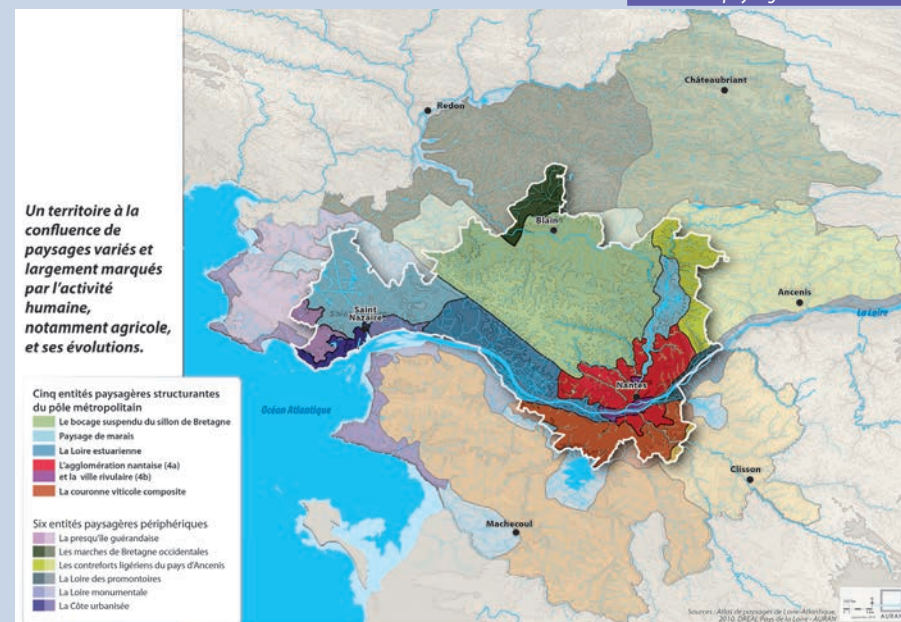 Un territoire à la
confluence de
paysages variés et
largement marqués
par l'activité
humaine,
notamment agricole,
et ses évolutions.
Cinq entités paysagères structurantes
du pôle métropolitain
Le bocage suspendu du sillon de Bretagne
Paysage de marais
La Loire estuarienne
L'agglomération nantaise (4a)
et la ville rivulaire (4b)
La couronne viticole composite
Six entités paysagères périphériques
La presqu'île guérandaise
Les marches de Bretagne occidentales
Les contreforts ligériens du pays d'Ancenis
La Loire des promontoires
La Loire monumentale
La Côte urbanisée
Châteaubriant
Redon
Blain
Ancenis
La Loire
Saint
Nazaire
Nantes
Océan Atlantique
Clisson
Machecoul
Sources : Atlas de paysages de Loire-Atlantique,
2010, DREAL Pays de la Loire - AURAN
AURAN